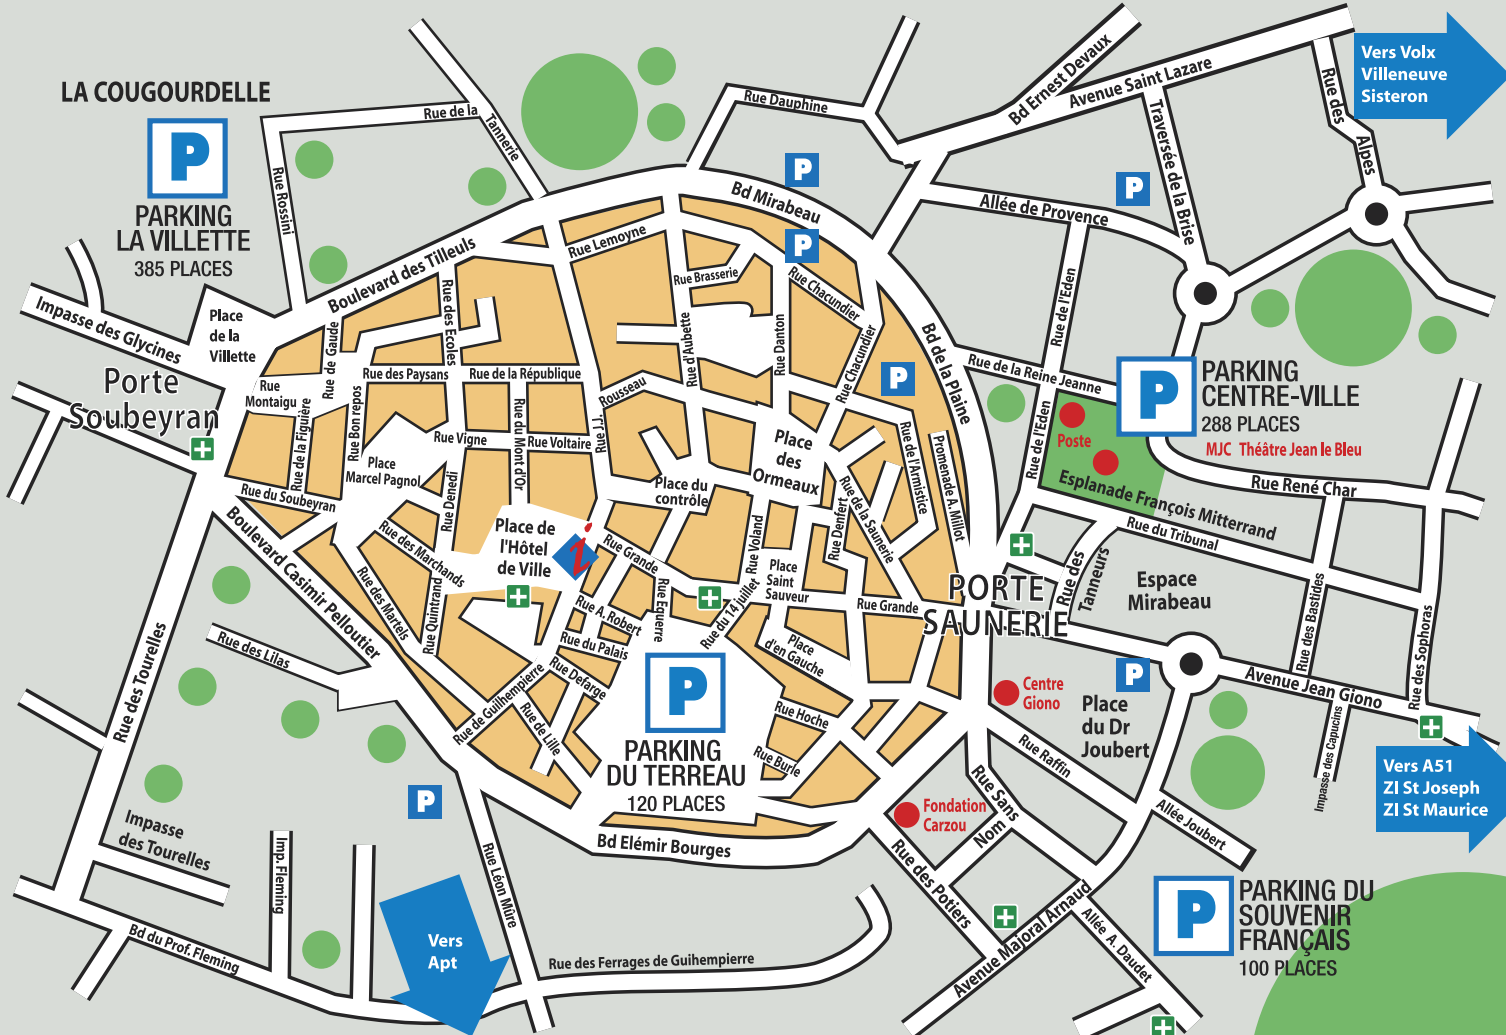 LA COUGOURDELLE
P
PARKING
LA VILLETTE
385 PLACES
Rue de la
Tannerie
Rue Rossini
Rue Dauphine
Bd Ernest Devaux
Avenue Saint Lazare
Vers Volx
Villeneuve
Sisteron
Rue des
Alpes
Traversée de la Brise
P
Bd Mirabeau
P
P
Allée de Provence
Boulevard des Tilleuls
Rue Lemoyne
Impasse des Glycines
Place
de la
Villette
Porte
Soubeyran
Rue de Gaude
Rue des Ecoles
Rue Brasserie
Rue Chacundier
Rue Chacundier
Rue d'Aubette
Rue Danton
Bd de la Plaine
P
Rue de l'Eden
Rue de la Reine Jeanne
P
PARKING
CENTRE-VILLE
288 PLACES
MJC Théâtre Jean le Bleu
Rue
Montaigu
Rue des Paysans
Rue de la République
Rousseau
Rue J.J.
Rue de la Figuière
Rue Bon repos
Rue Vigne
Rue du Mont d'Or
Rue Voltaire
Place
des
Ormeaux
Rue de l'Armistice
Promenade A. Millot
Rue de l'Eden
Poste
Esplanade François Mitterrand
Rue René Char
Place
Marcel Pagnol
Rue Denedi
Place du
contrôle
Rue du Soubeyran
Rue de la Saunerie
Rue Denfert
Rue Voland
Rue du Tribunal
Boulevard Casimir Pelloutier
Rue des Marchands
Place de
l'Hôtel
de Ville
i
Rue Grande
Place
Saint
Sauveur
Rue Grande
PORTE
SAUNERIE
Rue des
Tanneurs
Espace
Mirabeau
Rue des Bastides
Rue des Sophoras
Rue des Martels
Rue Quintrand
Rue A. Robert
Rue Equerre
Rue du 14 juillet
Rue du Palais
Place
d'en Gauche
Rue des Lilas
Rue des Tourelles
Rue de Guilhempierre
Rue Defarge
Rue de Lille
P
PARKING
DU TERREAU
120 PLACES
Rue Hoche
Rue Burle
Centre
Giono
P
Place
du Dr
Joubert
Avenue Jean Giono
Impasse des Capucins
Vers A51
ZI St Joseph
ZI St Maurice
Rue Raffin
Rue Sans
Nom
Allée Joubert
Fondation
Carzou
P
Impasse
des Tourelles
Bd Elémir Bourges
Rue Léon Mûre
Rue des Potiers
Imp. Fleming
Vers
Apt
Bd du Prof. Fleming
Rue des Ferrages de Guihempierre
Avenue Majoral Arnaud
Allée A. Daudet
P
PARKING DU
SOUVENIR
FRANÇAIS
100 PLACES